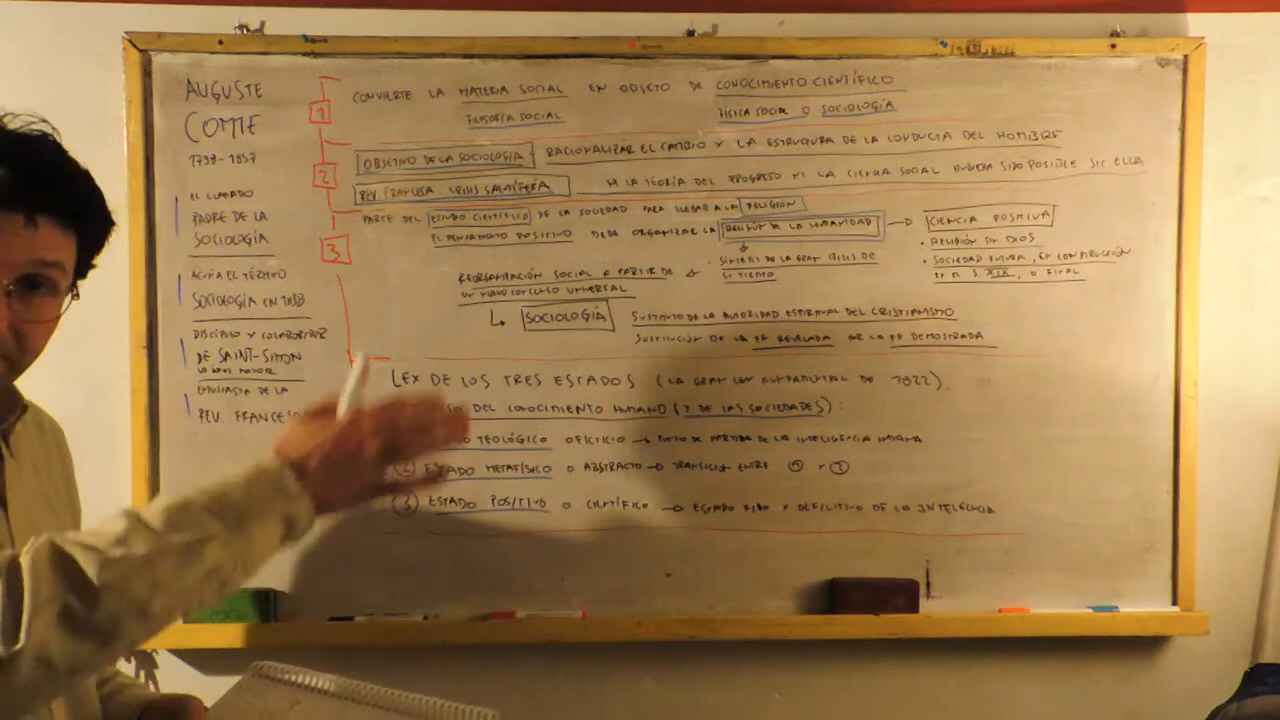 AUGUSTE
COMTE
1798 - 1857
EL LLAMADO
PADRE DE LA
SOCIOLOGÍA
ACUÑA EL TÉRMINO
SOCIOLOGÍA EN 1838
DISCÍPULO Y COLABORADOR
DE SAINT-SIMON
ENTUSIASTA DE LA
REV. FRANCESA
1
CONVIERTE LA MATERIA SOCIAL EN OBJETO DE CONOCIMIENTO CIENTÍFICO
FILOSOFÍA SOCIAL
FÍSICA SOCIAL O SOCIOLOGÍA
2
OBJETIVO DE LA SOCIOLOGÍA RACIONALIZAR EL CAMBIO Y LA ESTRUCTURA DE LA CONDUCTA DEL HOMBRE
REV. FRANCESA: CRISIS SALUTÍFERA NI LA TEORÍA DEL PROGRESO NI LA CIENCIA SOCIAL HUBIERA SIDO POSIBLE SIN ELLA
3
PARTE DEL ESTUDIO CIENTÍFICO DE LA SOCIEDAD PARA LLEGAR A LA RELIGIÓN
EL PENSAMIENTO POSITIVO DEBE ORGANIZAR LA RELIGIÓN DE LA HUMANIDAD → CIENCIA POSITIVA
• RELIGIÓN SIN DIOS
• SOCIEDAD FUTURA, EN CONSTRUCCIÓN
EN EL S. XIX, O FINAL
SÍNTESIS DE LA GRAN CRISIS DE
SU TIEMPO
REORGANIZACIÓN SOCIAL A PARTIR DE
UN NUEVO CONSENSO UNIVERSAL
SOCIOLOGÍA
SUSTITUTO DE LA AUTORIDAD ESPIRITUAL DEL CRISTIANISMO
SUSTITUCIÓN DE LA FE REVELADA POR LA FE DEMOSTRADA
LEY DE LOS TRES ESTADOS (LA GRAN LEY FUNDAMENTAL DE 1822).
DEL CONOCIMIENTO HUMANO (Y DE LAS SOCIEDADES):
TEOLÓGICO O FICTICIO → PUNTO DE PARTIDA DE LA INTELIGENCIA HUMANA
② ESTADO METAFÍSICO O ABSTRACTO → TRANSICIÓN ENTRE ① Y ③
③ ESTADO POSITIVO O CIENTÍFICO → ESTADO FIJO Y DEFINITIVO DE LA INTELIGENCIA